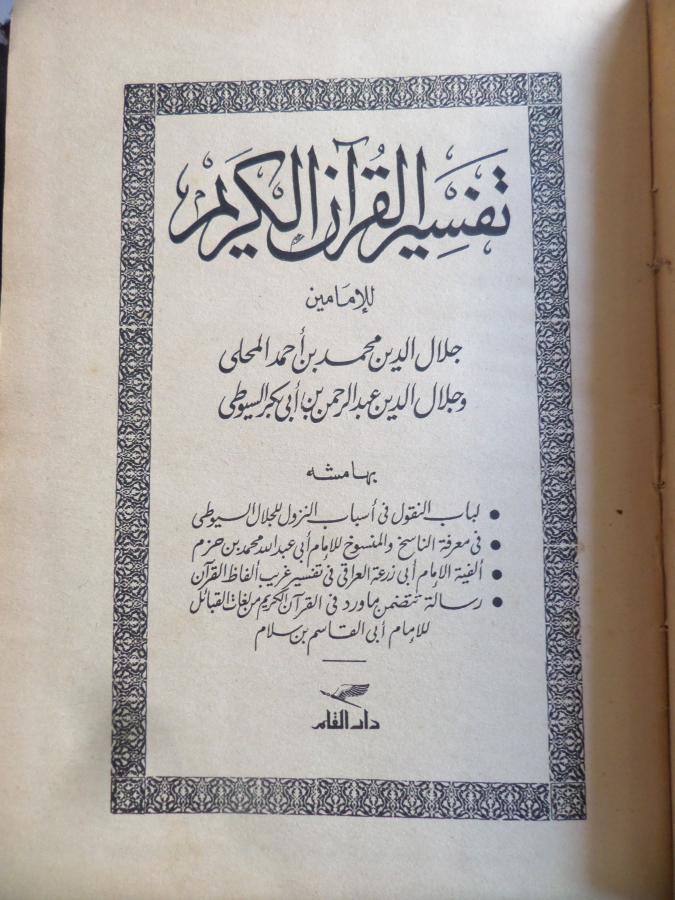 تفسير القرآن الكريم
للإمامين
جلال الدين محمد بن أحمد المحلي
وجلال الدين عبد الرحمن بن أبي بكر السيوطي
بهامشه
• لباب النقول في أسباب النزول للجلال السيوطي
• في معرفة الناسخ والمنسوخ للإمام أبي عبد الله محمد بن حزم
• ألفية الإمام أبي زرعة العراقي في تفسير غريب ألفاظ القرآن
• رسالة تتضمن ما ورد في القرآن الكريم من لغات القبائل
للإمام أبي القاسم بن سلام
دار القلم